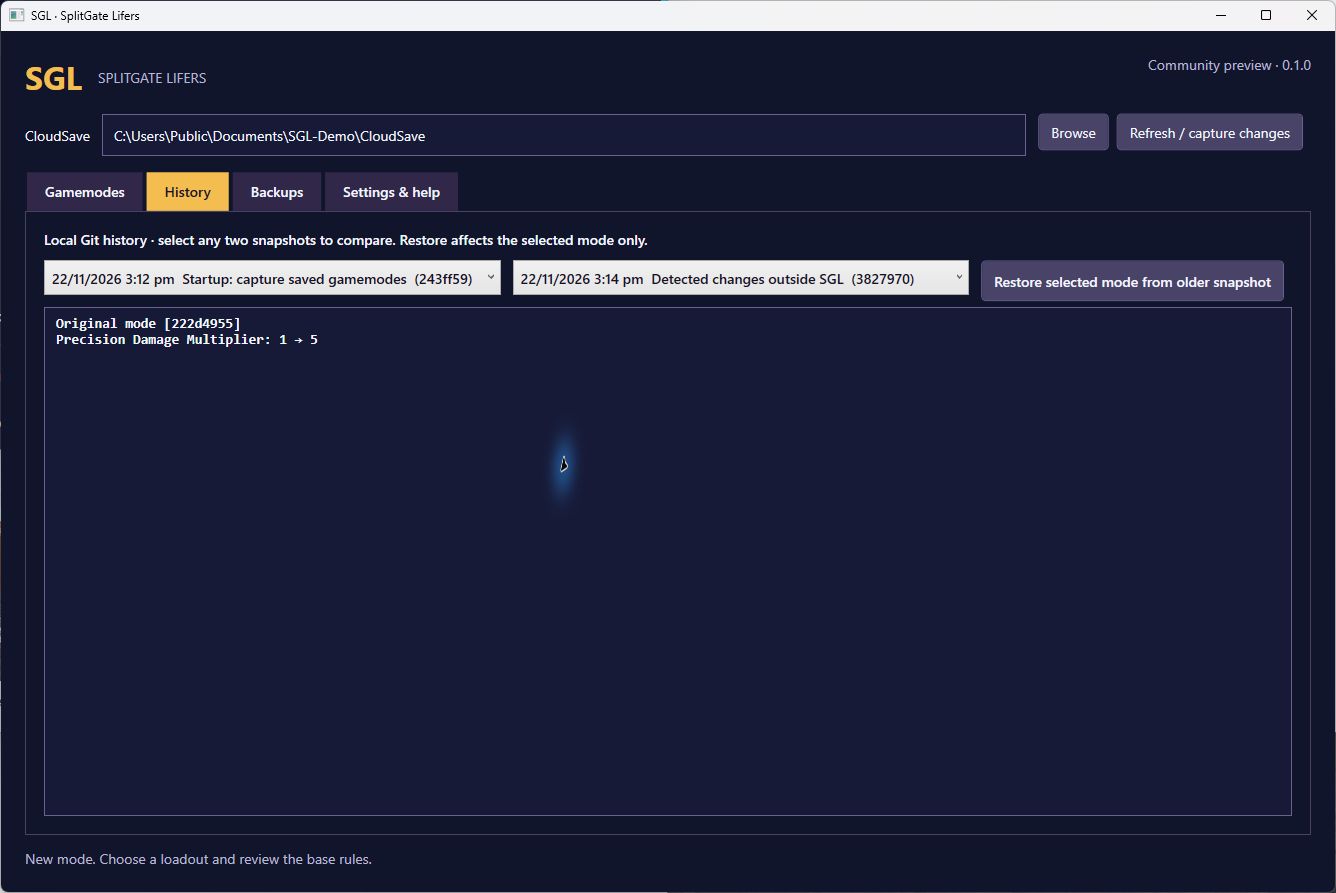 SGL · SplitGate Lifers
SGL SPLITGATE LIFERS
Community preview · 0.1.0
CloudSave C:\Users\Public\Documents\SGL-Demo\CloudSave Browse Refresh / capture changes
Gamemodes History Backups Settings & help
Local Git history · select any two snapshots to compare. Restore affects the selected mode only.
22/11/2026 3:12 pm Startup: capture saved gamemodes (243ff59) 22/11/2026 3:14 pm Detected changes outside SGL (3827970) Restore selected mode from older snapshot
Original mode [222d4955]
Precision Damage Multiplier: 1 → 5
New mode. Choose a loadout and review the base rules.